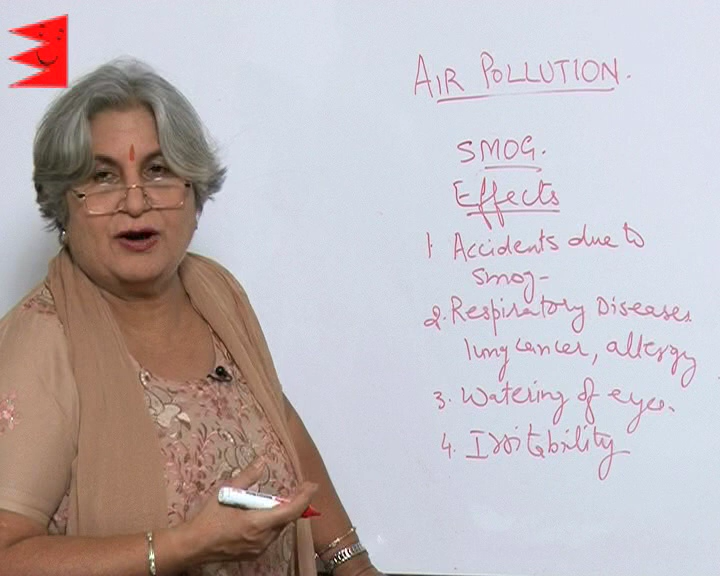 AIR POLLUTION.
SMOG.
Effects
1. Accidents due to
smog-
2. Respiratory Diseases
lung cancer, allergy
3. Watering of eyes.
4. Irritability